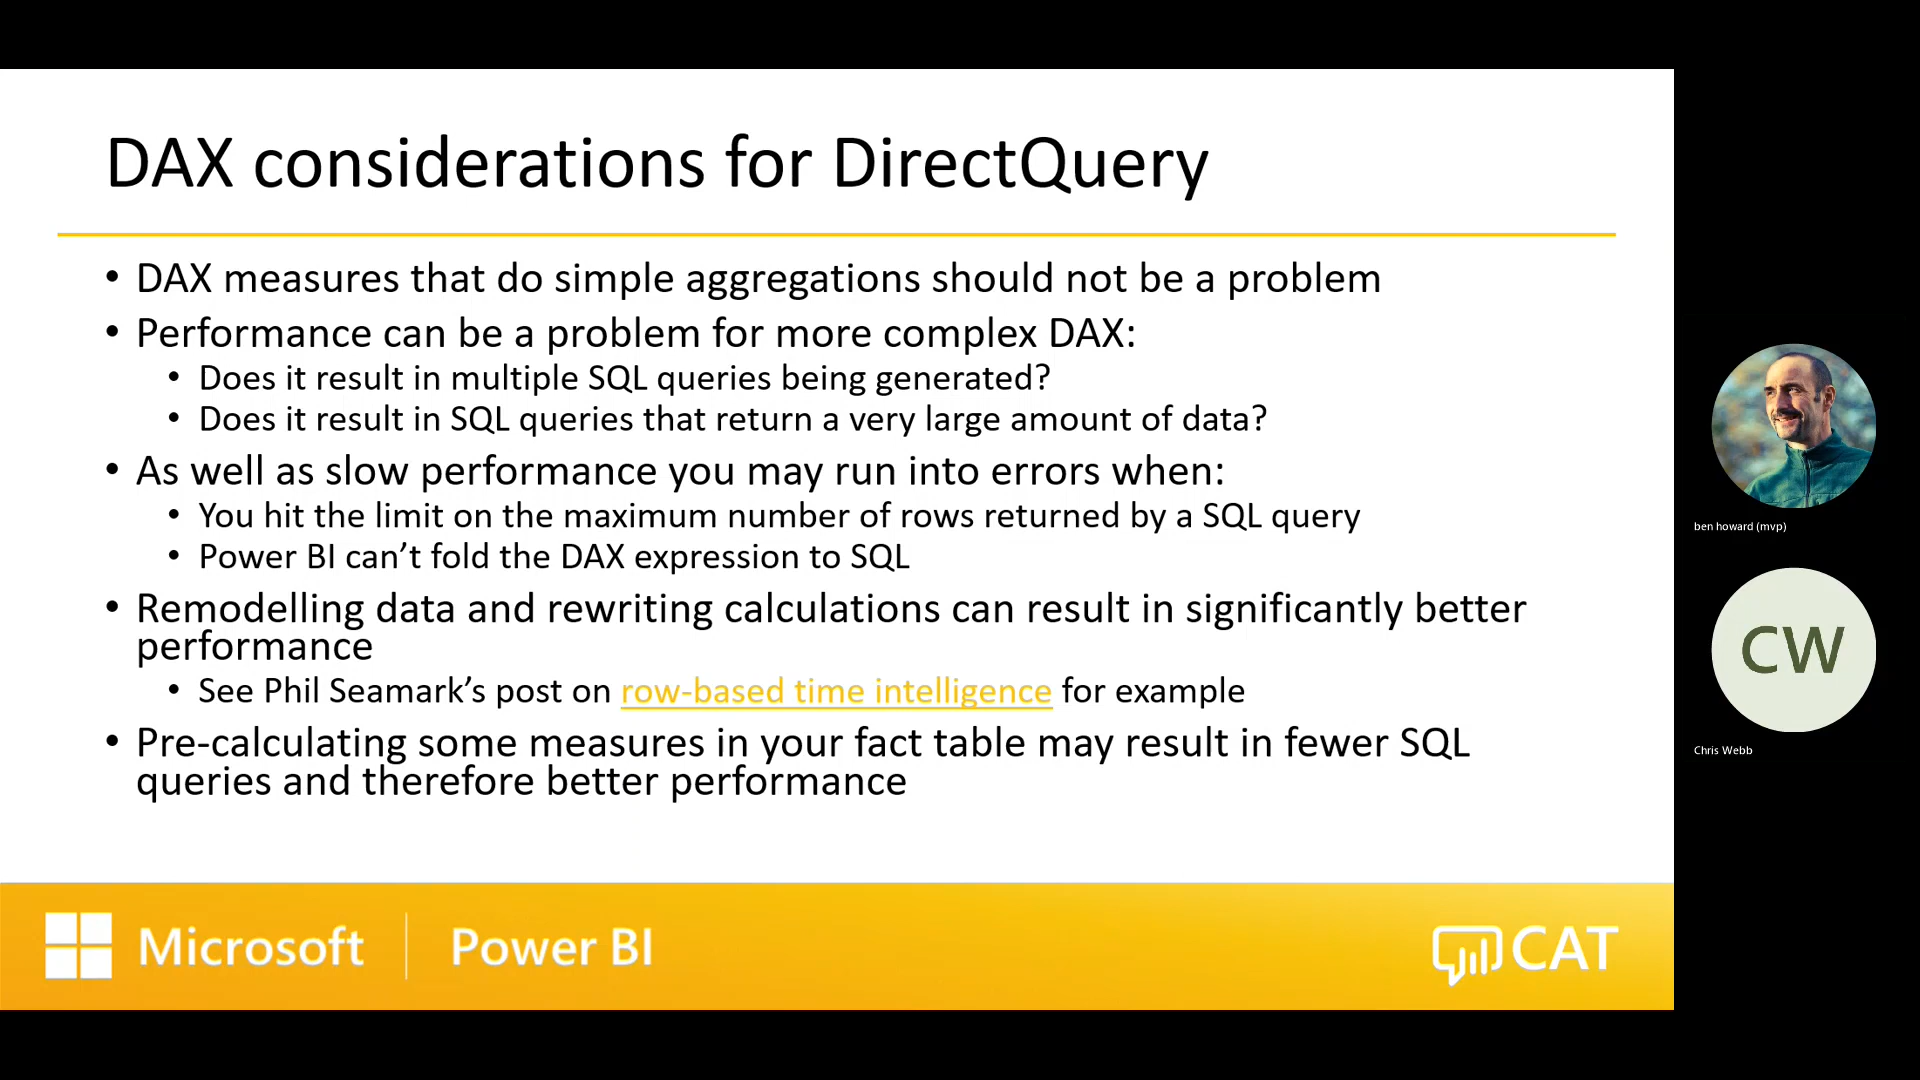 DAX considerations for DirectQuery
• DAX measures that do simple aggregations should not be a problem
• Performance can be a problem for more complex DAX:
• Does it result in multiple SQL queries being generated?
• Does it result in SQL queries that return a very large amount of data?
• As well as slow performance you may run into errors when:
• You hit the limit on the maximum number of rows returned by a SQL query
• Power BI can’t fold the DAX expression to SQL
• Remodelling data and rewriting calculations can result in significantly better
performance
• See Phil Seamark’s post on row-based time intelligence for example
• Pre-calculating some measures in your fact table may result in fewer SQL
queries and therefore better performance
Microsoft
Power BI
CAT
ben howard (mvp)
CW
Chris Webb